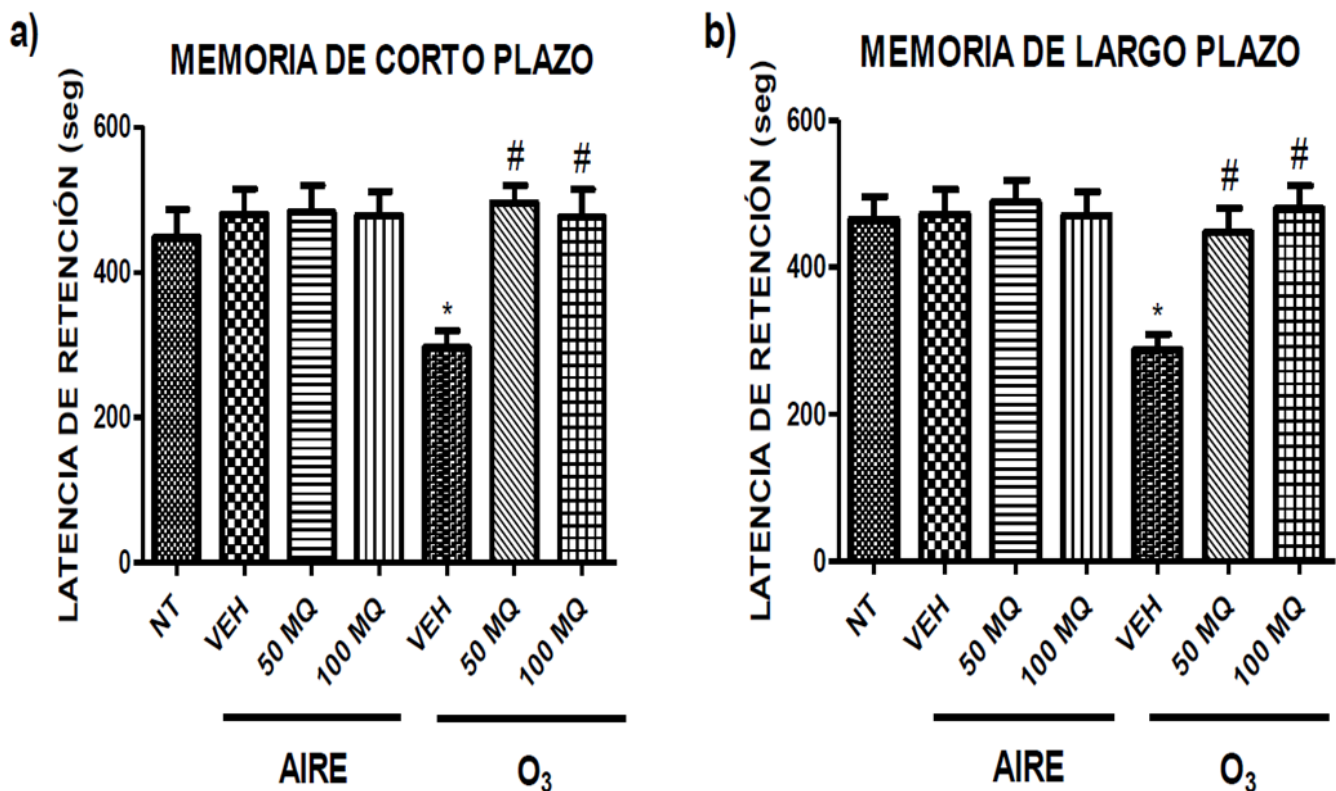 a)
MEMORIA DE CORTO PLAZO
LATENCIA DE RETENCIÓN (seg)
600
400
200
0
*
#
#
NT
VEH
50 MQ
100 MQ
VEH
50 MQ
100 MQ
AIRE
O₃
b)
MEMORIA DE LARGO PLAZO
LATENCIA DE RETENCIÓN (seg)
600
400
200
0
*
#
#
NT
VEH
50 MQ
100 MQ
VEH
50 MQ
100 MQ
AIRE
O₃